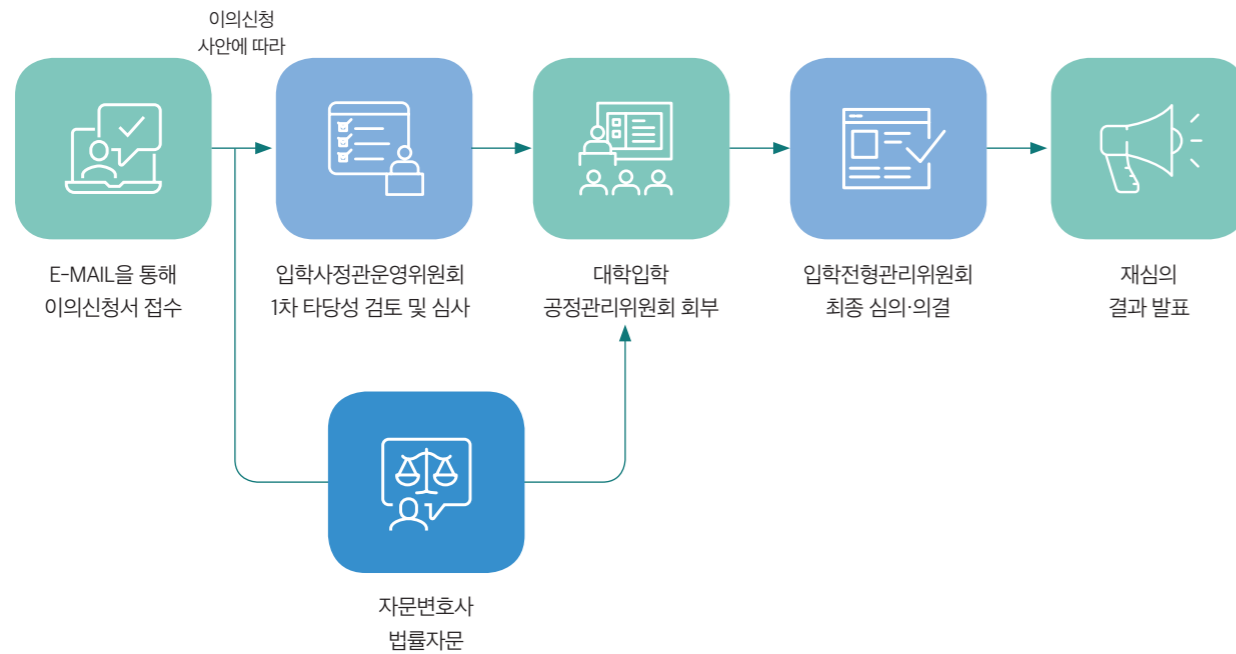 이의신청
사안에 따라
E-MAIL을 통해
이의신청서 접수
입학사정관운영위원회
1차 타당성 검토 및 심사
대학입학
공정관리위원회 회부
입학전형관리위원회
최종 심의·의결
재심의
결과 발표
자문변호사
법률자문